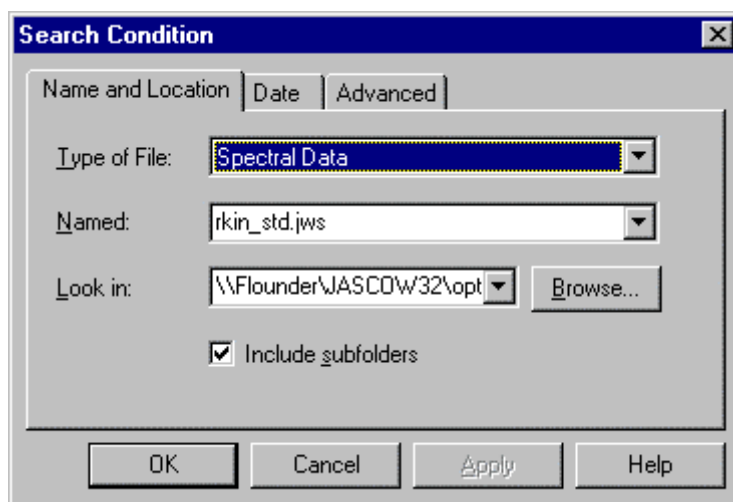 Search Condition
Name and Location Date Advanced
Type of File: Spectral Data
Named: rkin_std.jws
Look in: \\Flounder\JASCOW32\opt Browse...
Include subfolders
OK Cancel Apply Help